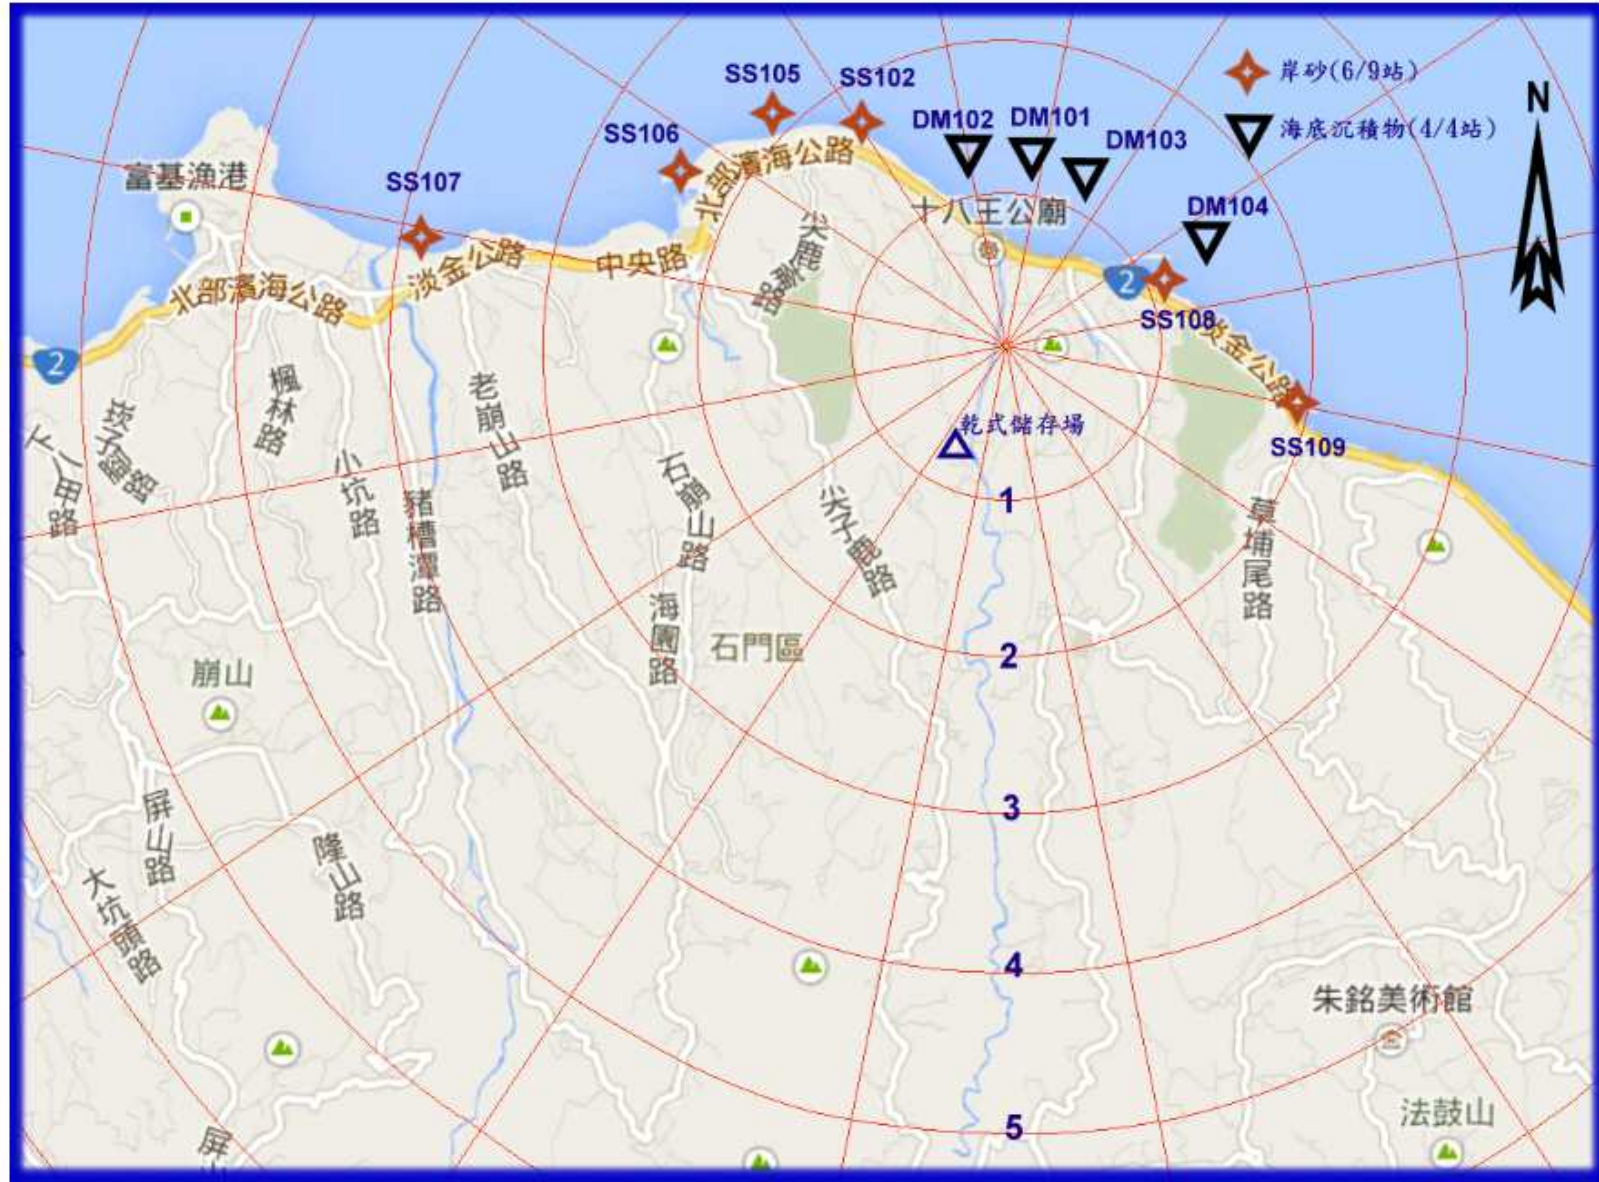 岸砂(6/9站)
海底沉積物(4/4站)
N
SS105
SS102
SS106
DM102
DM101
DM103
DM104
SS107
富基漁港
北部濱海公路
十八王公廟
尖鹿路
淡金公路
中央路
北部濱海公路
2
SS108
淡金公路
2
SS109
乾式儲存場
楓林路
老崩山路
小坑路
豬槽潭路
石崩山路
尖子鹿路
草埔尾路
下八甲路
海園路
石門區
崩山
屏山路
隆山路
大坑頭路
屏山
1
2
3
4
5
朱銘美術館
法鼓山